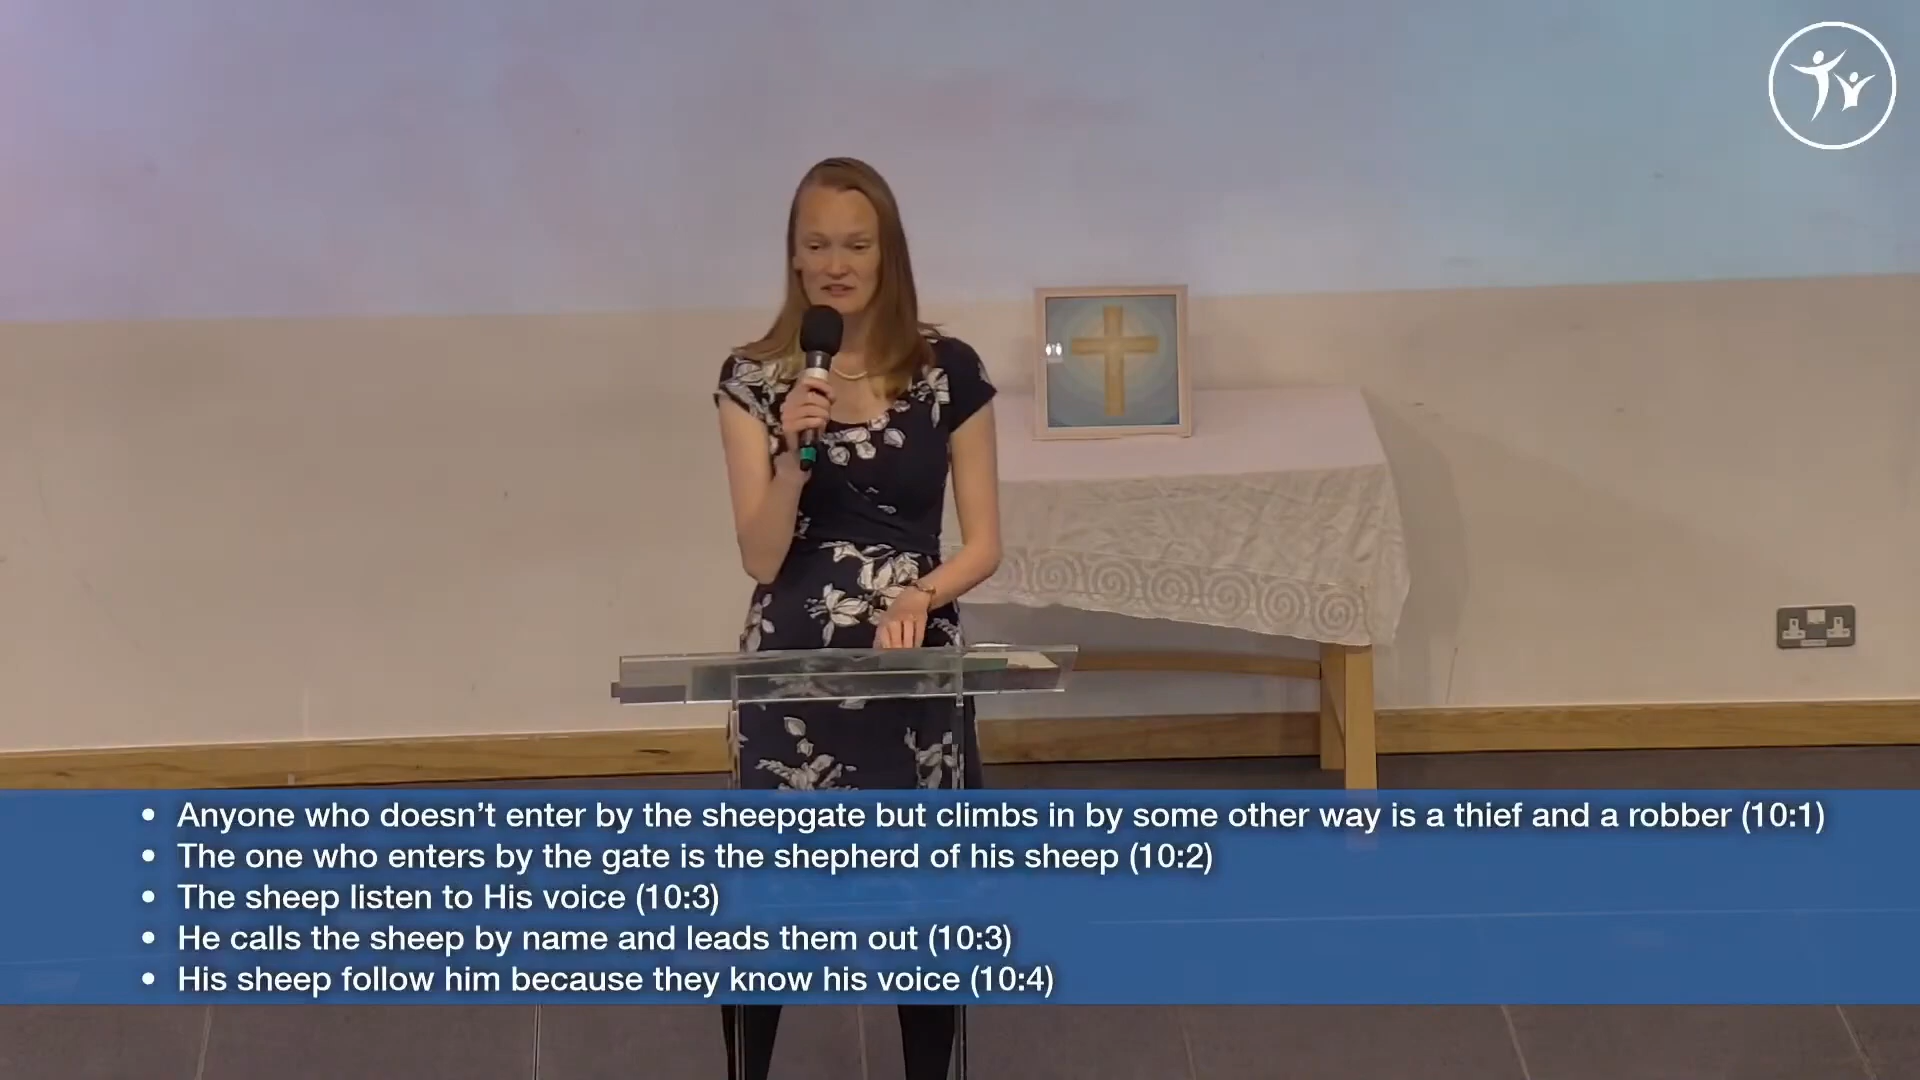 • Anyone who doesn’t enter by the sheepgate but climbs in by some other way is a thief and a robber (10:1)
• The one who enters by the gate is the shepherd of his sheep (10:2)
• The sheep listen to His voice (10:3)
• He calls the sheep by name and leads them out (10:3)
• His sheep follow him because they know his voice (10:4)